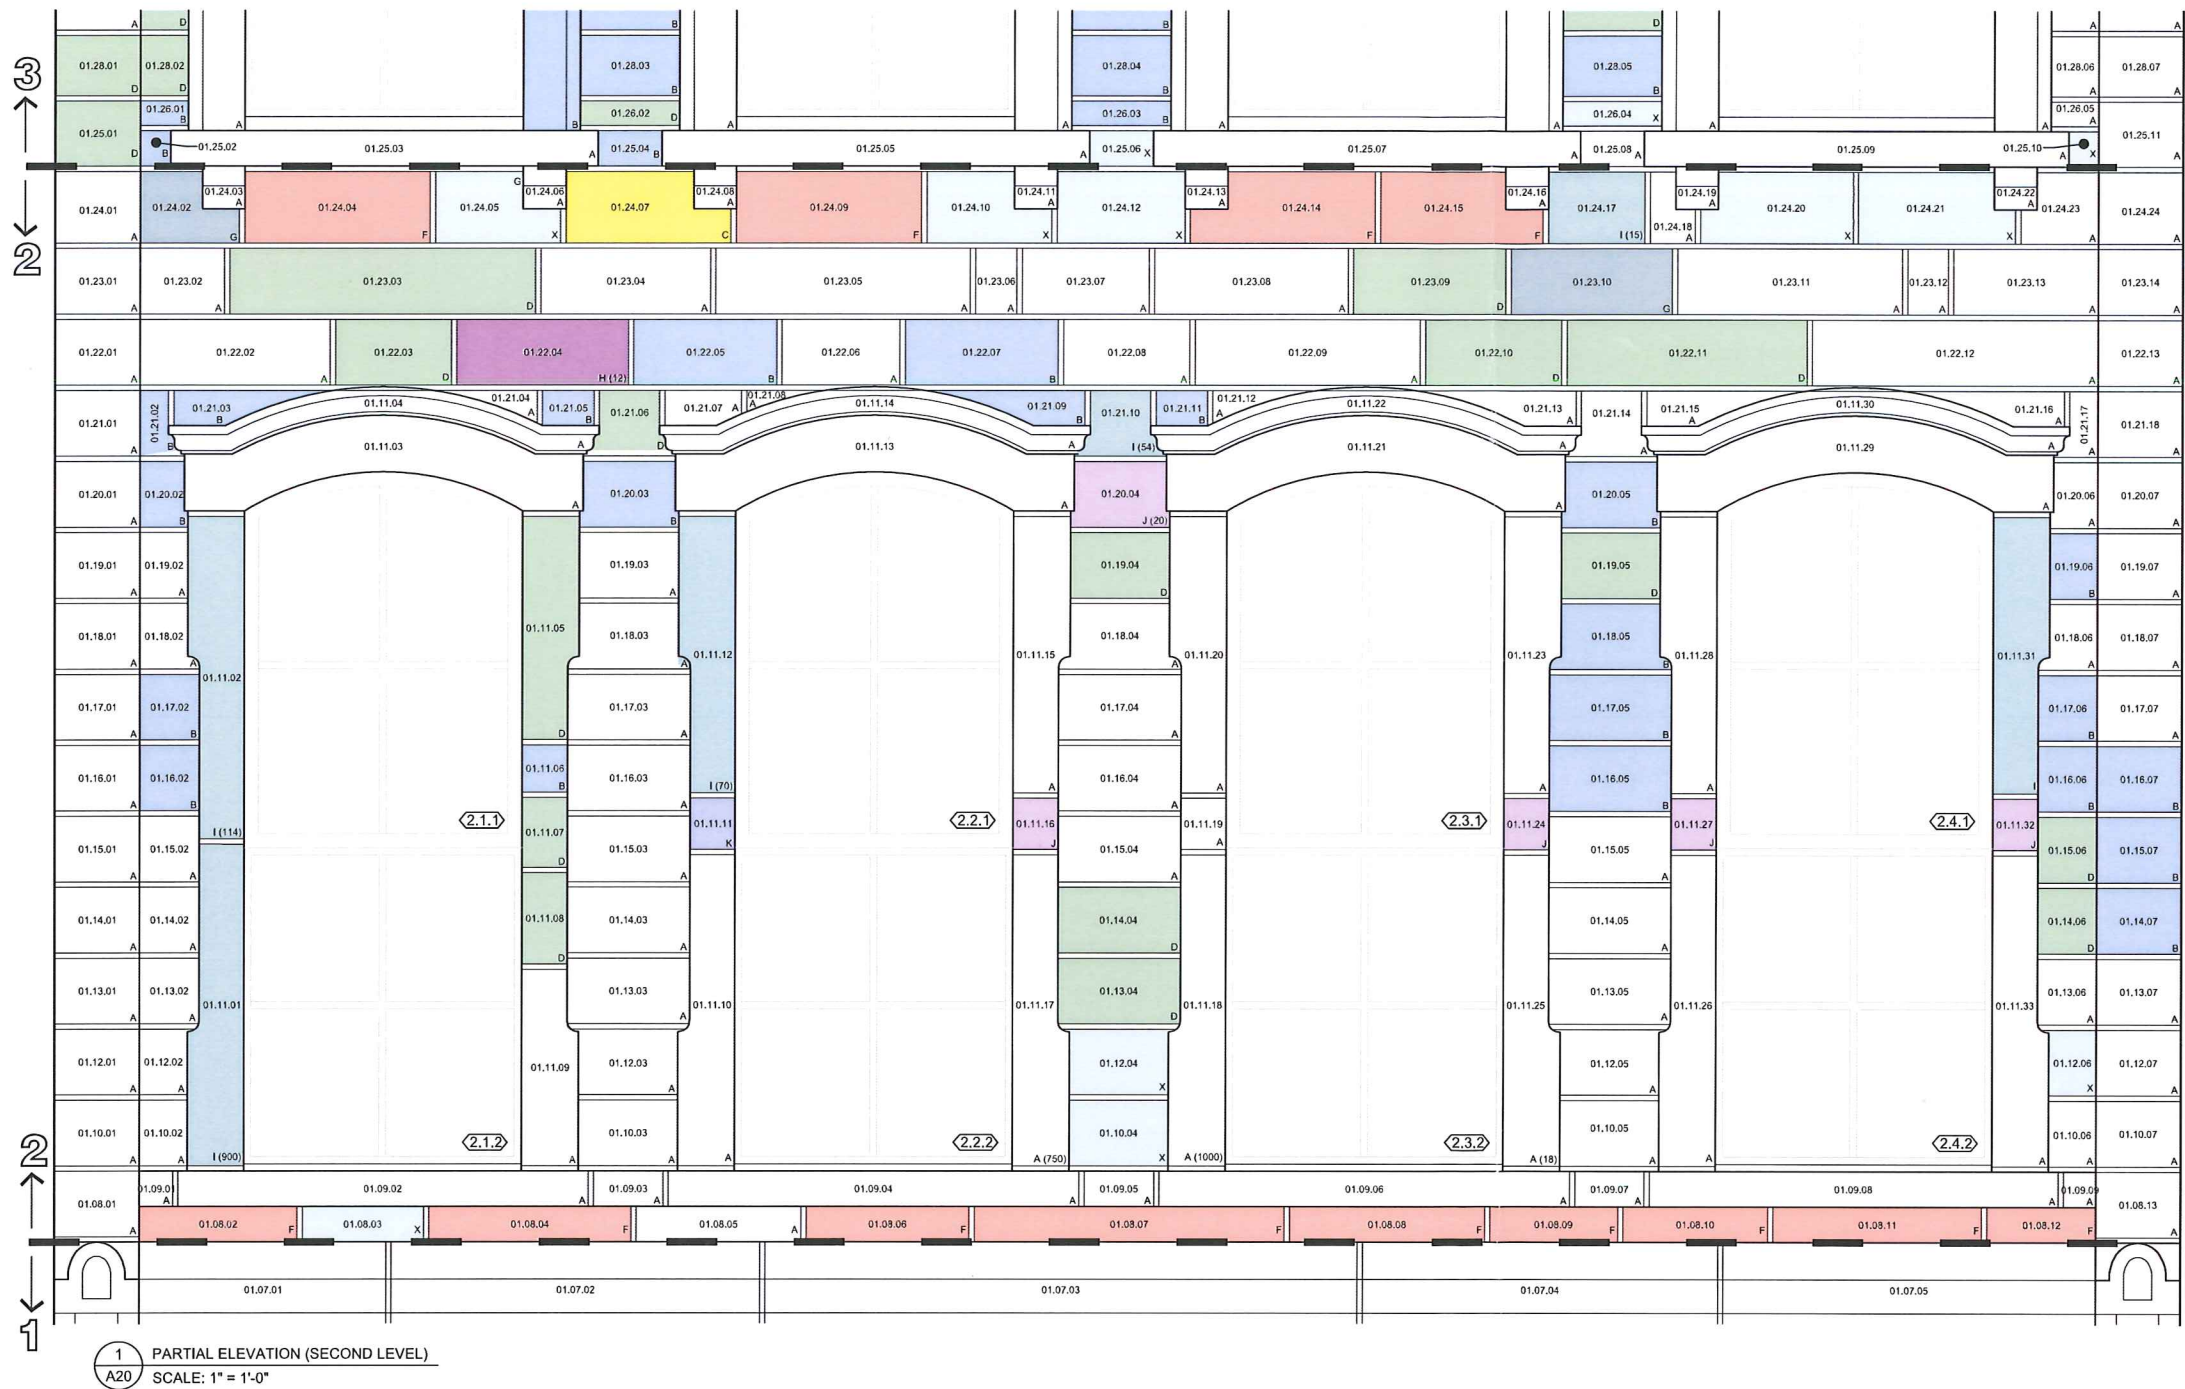 A D B B D A A
3
01.28.01 D 01.28.02 D 01.28.03 B 01.28.04 B 01.28.05 B 01.28.06 A 01.28.07 A
01.26.01 B 01.26.02 D 01.26.03 B 01.26.04 X 01.26.05 A
A B A A A A A A
01.25.01 D 01.25.02 B 01.25.03 A 01.25.04 B 01.25.05 A 01.25.06 X 01.25.07 A 01.25.08 A 01.25.09 A 01.25.10 X 01.25.11 A
01.24.01 A 01.24.02 G 01.24.03 A 01.24.04 F 01.24.05 G X 01.24.06 A 01.24.07 C 01.24.08 A 01.24.09 F 01.24.10 X 01.24.11 A 01.24.12 X 01.24.13 A 01.24.14 F 01.24.15 F 01.24.16 A 01.24.17 I (15) 01.24.18 A 01.24.19 A 01.24.20 X 01.24.21 X 01.24.22 A 01.24.23 A 01.24.24 A
2
01.23.01 A 01.23.02 A 01.23.03 D 01.23.04 A 01.23.05 A 01.23.06 A 01.23.07 A 01.23.08 A 01.23.09 D 01.23.10 G 01.23.11 A 01.23.12 A 01.23.13 A 01.23.14 A
01.22.01 A 01.22.02 A 01.22.03 D 01.22.04 H (12) 01.22.05 B 01.22.06 A 01.22.07 B 01.22.08 A 01.22.09 A 01.22.10 D 01.22.11 D 01.22.12 A 01.22.13 A
01.21.01 A 01.21.02 B 01.21.03 B 01.11.04 A 01.21.04 A 01.21.05 B 01.21.06 D 01.21.07 A 01.21.08 A 01.11.14 A 01.21.09 B 01.21.10 I (54) 01.21.11 B 01.21.12 A 01.11.22 A 01.21.13 A 01.21.14 A 01.21.15 A 01.11.30 A 01.21.16 A 01.21.17 01.21.18 A
01.11.03 A 01.11.13 A 01.11.21 A 01.11.29 A
01.20.01 A 01.20.02 B 01.20.03 B 01.20.04 J (20) 01.20.05 B 01.20.06 A 01.20.07 A
01.19.01 A 01.19.02 A 01.19.03 A 01.19.04 D 01.19.05 D 01.19.06 B 01.19.07 A
01.18.01 A 01.18.02 A 01.11.05 D 01.18.03 A 01.11.12 I (70) 01.11.15 A 01.18.04 A 01.11.20 A 01.11.23 A 01.18.05 B 01.11.28 A 01.11.31 I 01.18.06 A 01.18.07 A
01.11.02 I (114)
01.17.01 A 01.17.02 B 01.17.03 A 01.17.04 A 01.17.05 B 01.17.06 B 01.17.07 A
01.16.01 A 01.16.02 B 01.11.06 B 01.16.03 A 01.16.04 A 01.16.05 B 01.16.06 B 01.16.07 B
2.1.1 2.2.1 2.3.1 2.4.1
01.11.07 D 01.11.11 K 01.11.16 J 01.11.19 A 01.11.24 J 01.11.27 J 01.11.32 J
01.15.01 A 01.15.02 A 01.15.03 A 01.15.04 A 01.15.05 A 01.15.06 D 01.15.07 B
01.14.01 A 01.14.02 A 01.11.08 D 01.14.03 A 01.14.04 D 01.14.05 A 01.14.06 D 01.14.07 B
01.13.01 A 01.13.02 A 01.13.03 A 01.13.04 D 01.13.05 A 01.13.06 A 01.13.07 A
01.11.01 I (900) 01.11.10 A 01.11.17 A (750) 01.11.18 A (1000) 01.11.25 A (18) 01.11.26 A 01.11.33
01.12.01 A 01.12.02 A 01.11.09 A 01.12.03 A 01.12.04 X 01.12.05 A 01.12.06 X 01.12.07 A
01.10.01 A 01.10.02 A 01.10.03 A 01.10.04 X 01.10.05 A 01.10.06 A 01.10.07 A
2.1.2 2.2.2 2.3.2 2.4.2
2
01.09.01 A 01.09.02 A 01.09.03 A 01.09.04 A 01.09.05 A 01.09.06 A 01.09.07 A 01.09.08 A 01.09.09 A
01.08.01 A 01.08.02 F 01.08.03 X 01.08.04 F 01.08.05 A 01.08.06 F 01.08.07 F 01.08.08 F 01.08.09 F 01.08.10 F 01.08.11 F 01.08.12 F 01.08.13 A
01.07.01 01.07.02 01.07.03 01.07.04 01.07.05
1
1 PARTIAL ELEVATION (SECOND LEVEL)
A20 SCALE: 1" = 1'-0"